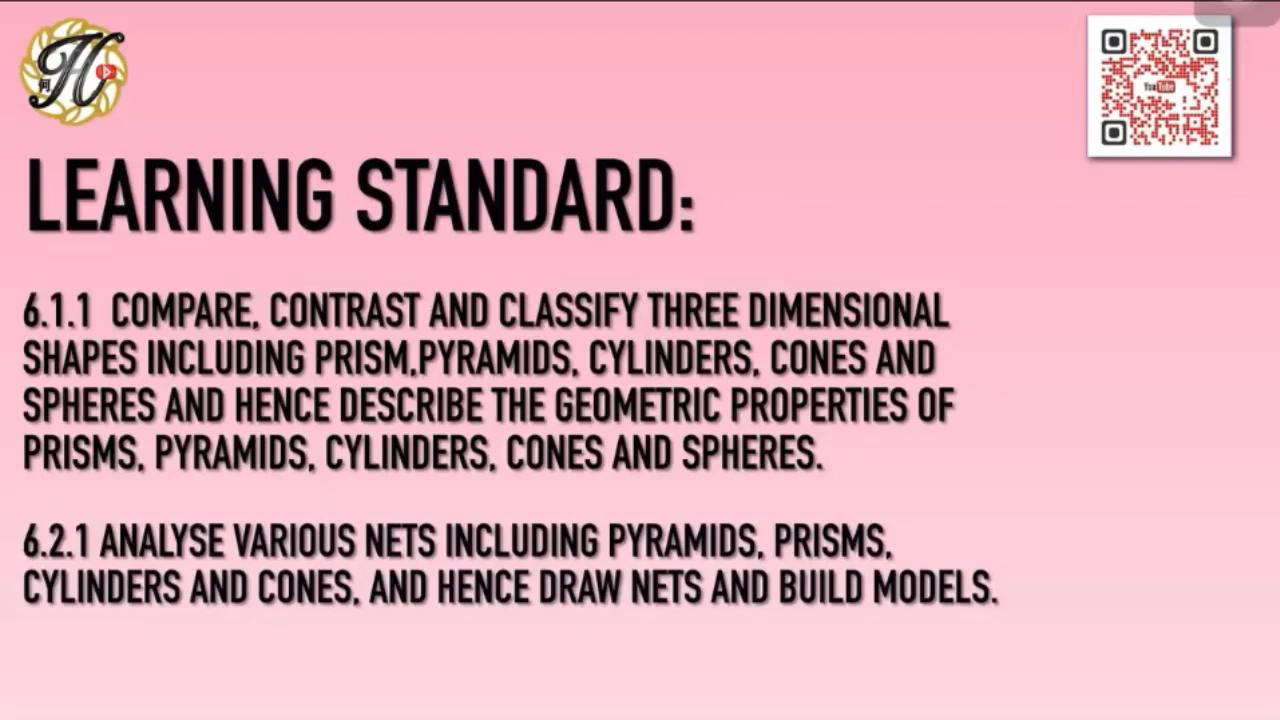 H
何
YouTube
LEARNING STANDARD:
6.1.1 COMPARE, CONTRAST AND CLASSIFY THREE DIMENSIONAL
SHAPES INCLUDING PRISM,PYRAMIDS, CYLINDERS, CONES AND
SPHERES AND HENCE DESCRIBE THE GEOMETRIC PROPERTIES OF
PRISMS, PYRAMIDS, CYLINDERS, CONES AND SPHERES.
6.2.1 ANALYSE VARIOUS NETS INCLUDING PYRAMIDS, PRISMS,
CYLINDERS AND CONES, AND HENCE DRAW NETS AND BUILD MODELS.